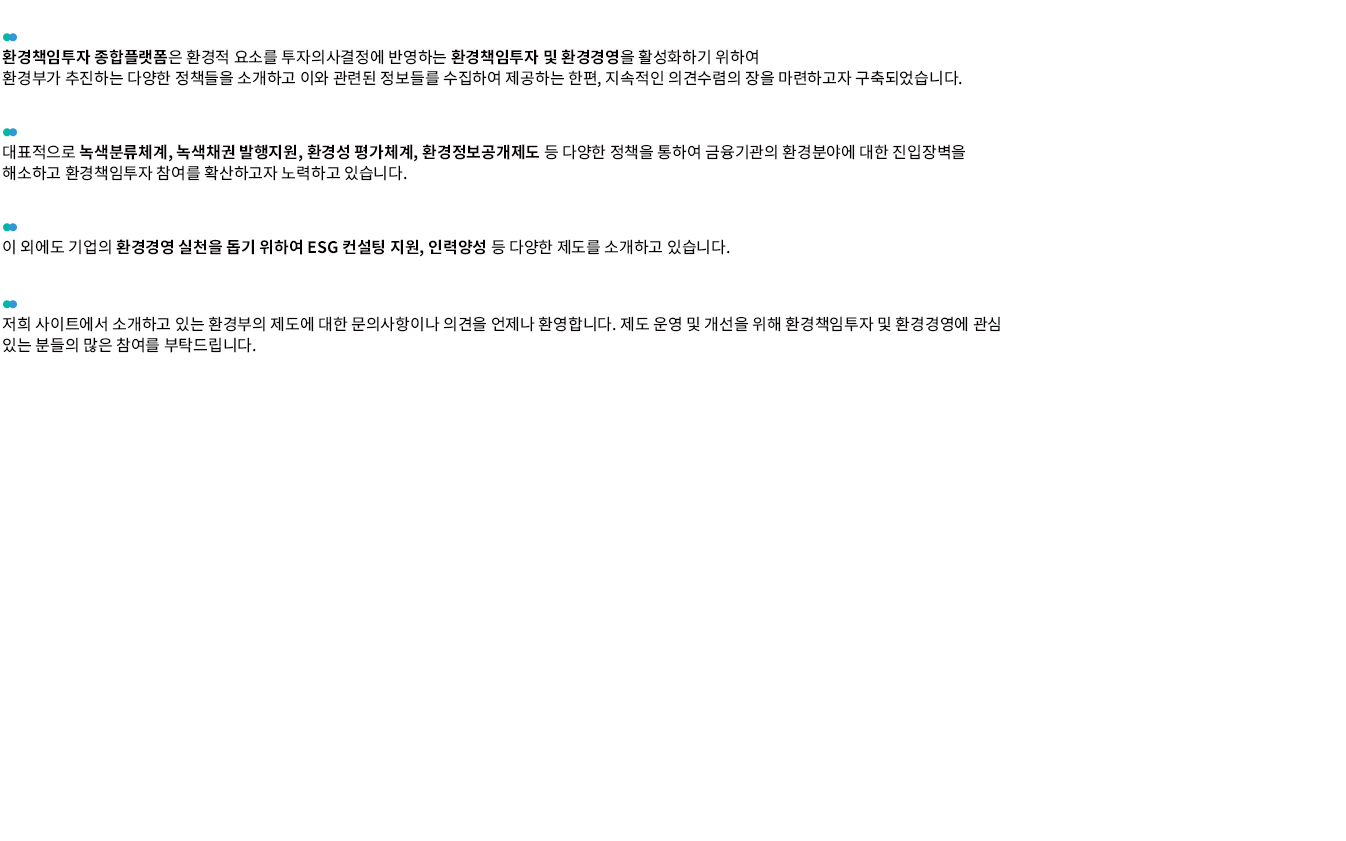 환경책임투자 종합플랫폼은 환경적 요소를 투자의사결정에 반영하는 환경책임투자 및 환경경영을 활성화하기 위하여
환경부가 추진하는 다양한 정책들을 소개하고 이와 관련된 정보들를 수집하여 제공하는 한편, 지속적인 의견수렴의 장을 마련하고자 구축되었습니다.
대표적으로 녹색분류체계, 녹색채권 발행지원, 환경성 평가체계, 환경정보공개제도 등 다양한 정책을 통하여 금융기관의 환경분야에 대한 진입장벽을
해소하고 환경책임투자 참여를 확산하고자 노력하고 있습니다.
이 외에도 기업의 환경경영 실천을 돕기 위하여 ESG 컨설팅 지원, 인력양성 등 다양한 제도를 소개하고 있습니다.
저희 사이트에서 소개하고 있는 환경부의 제도에 대한 문의사항이나 의견을 언제나 환영합니다. 제도 운영 및 개선을 위해 환경책임투자 및 환경경영에 관심
있는 분들의 많은 참여를 부탁드립니다.